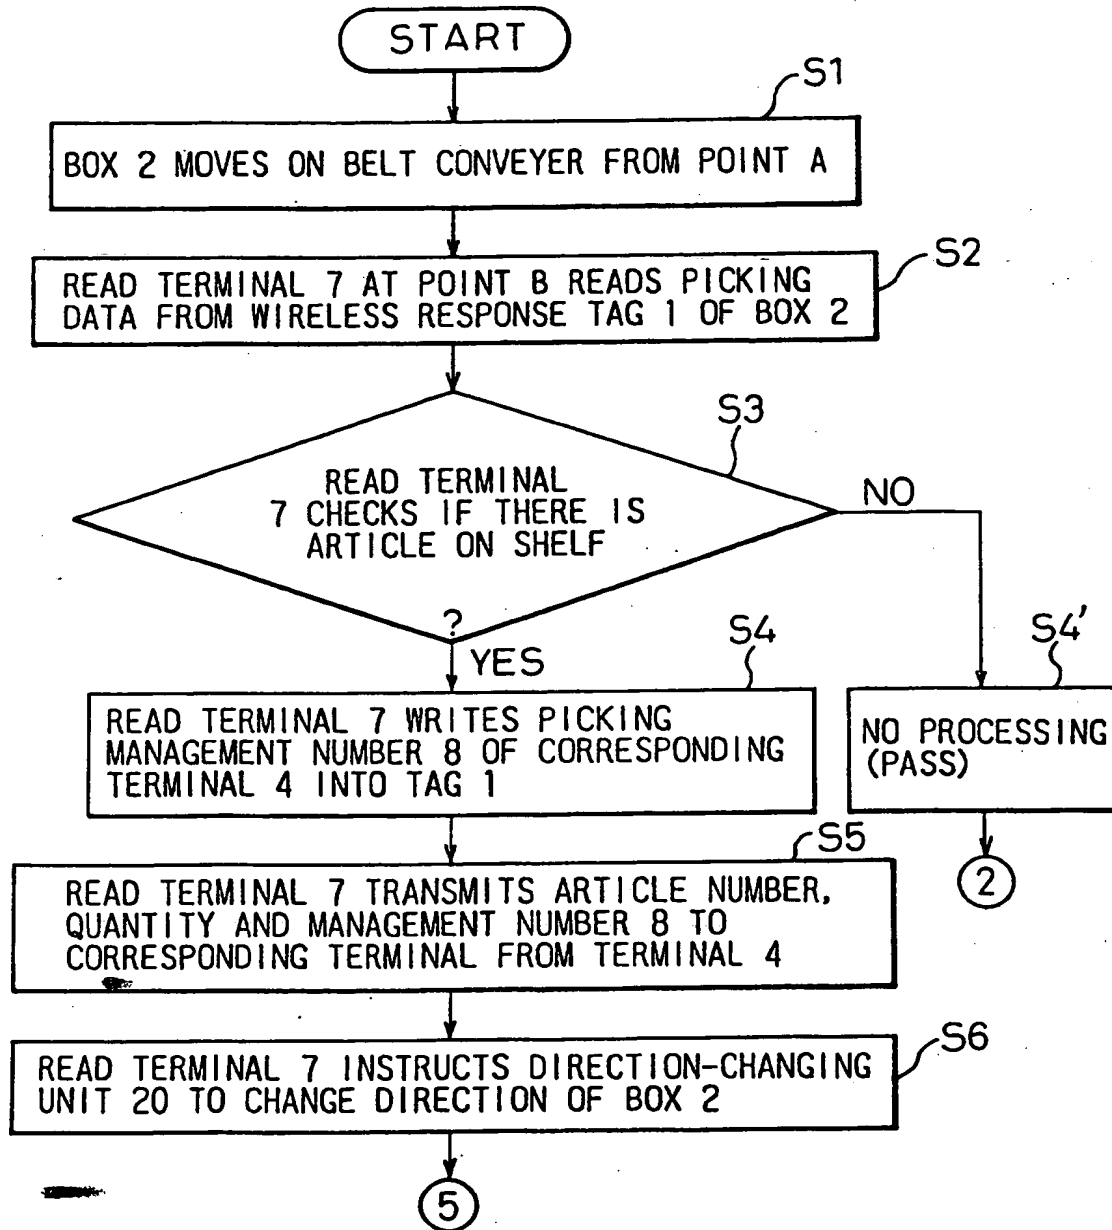 START
S1
BOX 2 MOVES ON BELT CONVEYER FROM POINT A
S2
READ TERMINAL 7 AT POINT B READS PICKING
DATA FROM WIRELESS RESPONSE TAG 1 OF BOX 2
S3
READ TERMINAL
7 CHECKS IF THERE IS
ARTICLE ON SHELF
?
NO
YES
S4
READ TERMINAL 7 WRITES PICKING
MANAGEMENT NUMBER 8 OF CORRESPONDING
TERMINAL 4 INTO TAG 1
S4'
NO PROCESSING
(PASS)
2
S5
READ TERMINAL 7 TRANSMITS ARTICLE NUMBER,
QUANTITY AND MANAGEMENT NUMBER 8 TO
CORRESPONDING TERMINAL FROM TERMINAL 4
S6
READ TERMINAL 7 INSTRUCTS DIRECTION-CHANGING
UNIT 20 TO CHANGE DIRECTION OF BOX 2
5